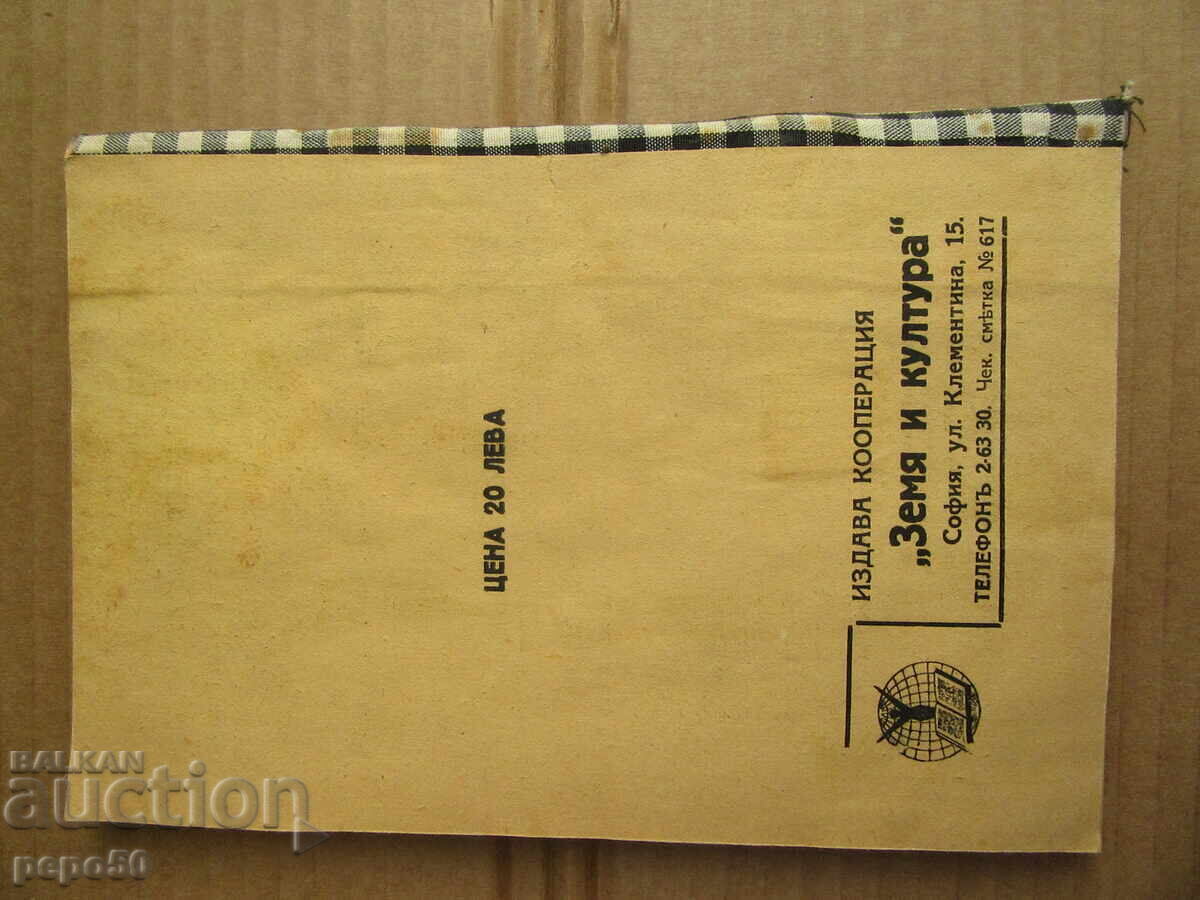 ЦЕНА 20 ЛЕВА
ИЗДАВА КООПЕРАЦИЯ
„Земя и култура“
София, ул. Клементина, 15.
ТЕЛЕФОНЪ 2-63 30. Чек. смѣтка № 617
BALKAN
auction
pepo50